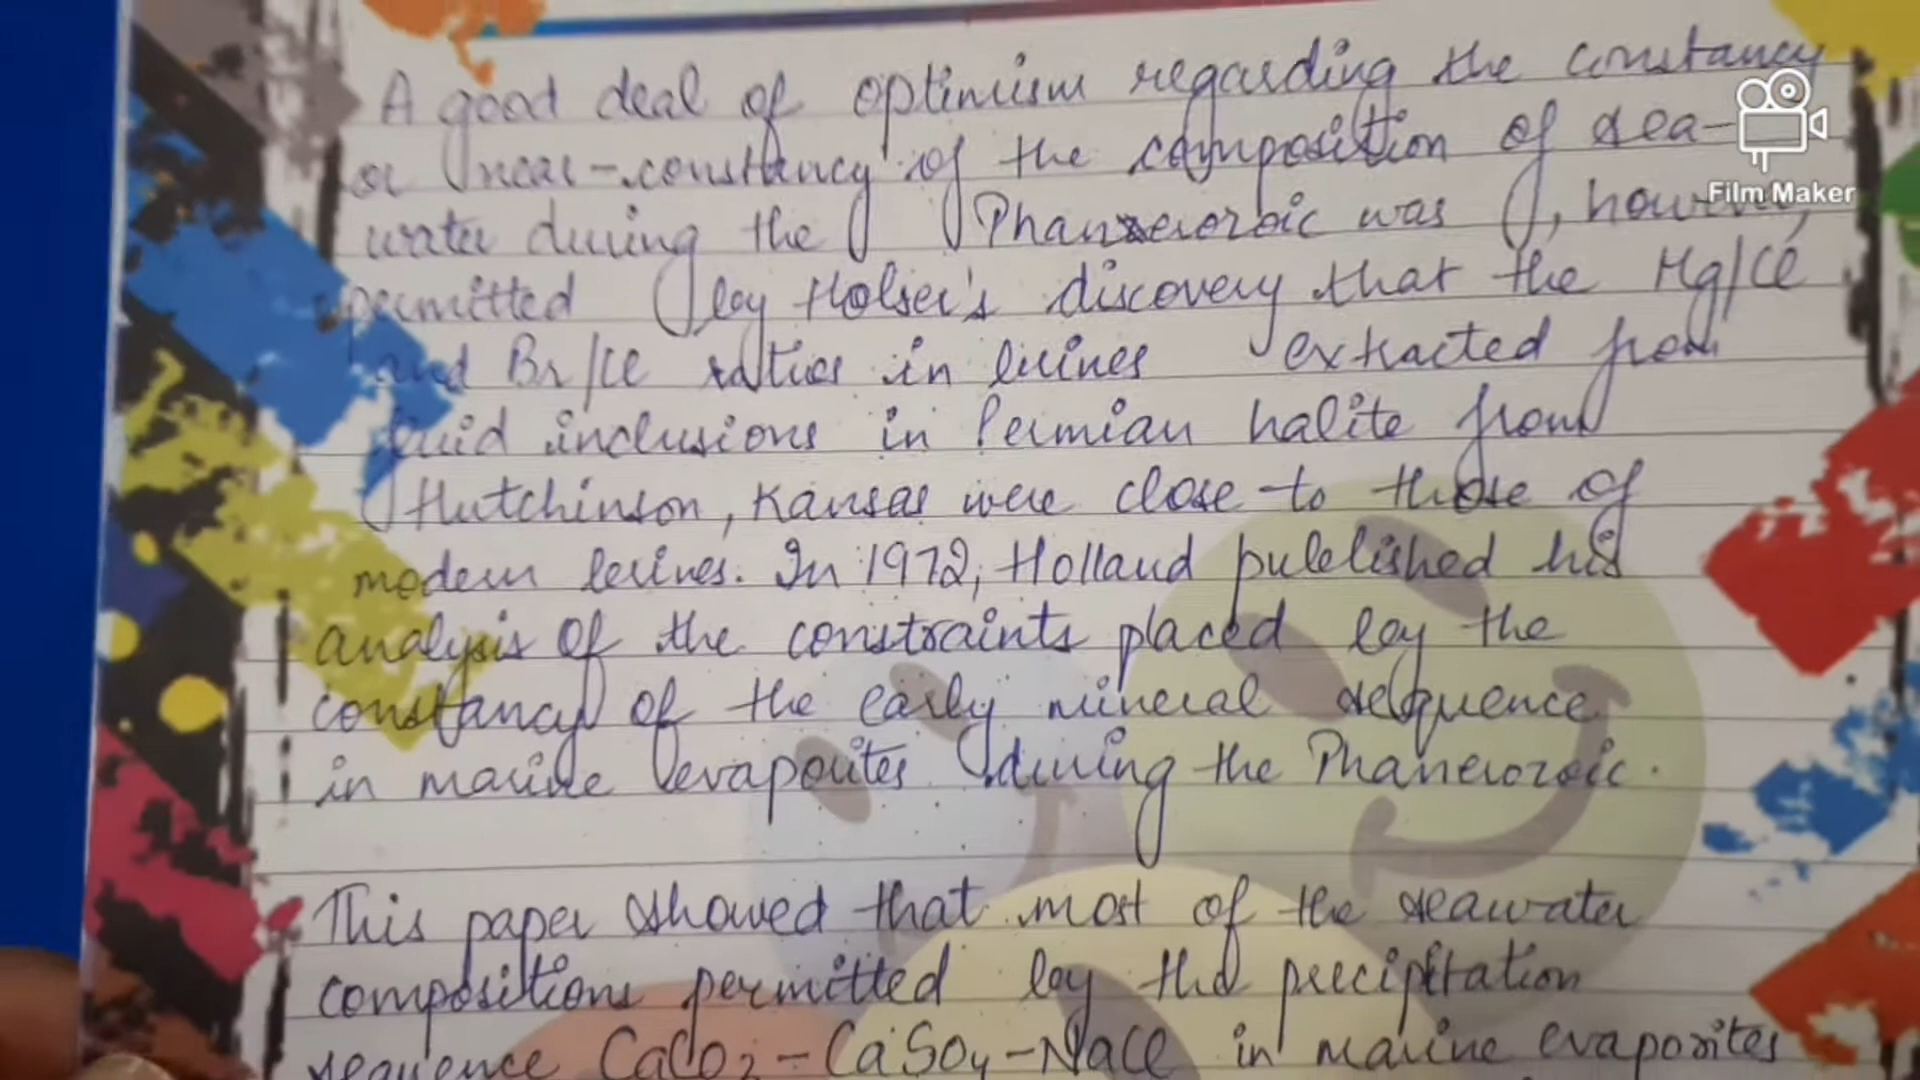 A good deal of optimism regarding the constancy
or near-constancy of the composition of sea-
water during the Phanerozoic was, however,
permitted by Holser's discovery that the Mg/Cl
and Br/Cl ratios in brines extracted from
fluid inclusions in Permian halite from
Hutchinson, Kansas were close to those of
modern brines. In 1972, Holland published his
analysis of the constraints placed by the
constancy of the early mineral sequence
in marine evaporites during the Phanerozoic.
This paper showed that most of the seawater
compositions permitted by the precipitation
sequence CaCO3-CaSO4-NaCl in marine evaporites
Film Maker